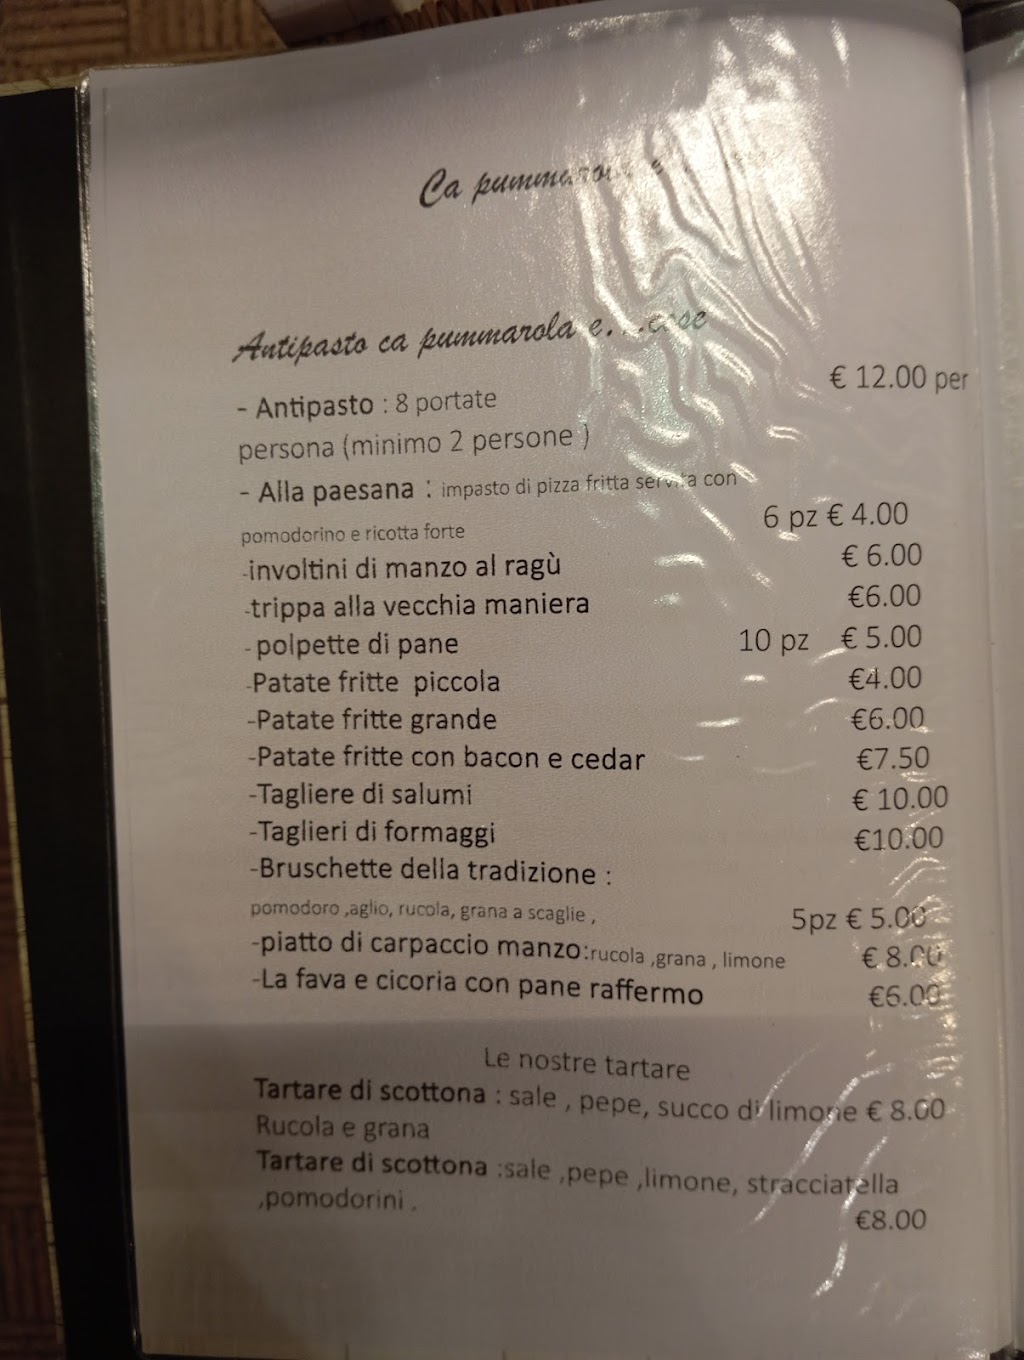 Ca pummarola e
Antipasto ca pummarola e. ..cose
- Antipasto : 8 portate € 12.00 per
persona (minimo 2 persone )
- Alla paesana : impasto di pizza fritta servita con
pomodorino e ricotta forte 6 pz € 4.00
-involtini di manzo al ragù € 6.00
-trippa alla vecchia maniera €6.00
- polpette di pane 10 pz € 5.00
-Patate fritte piccola €4.00
-Patate fritte grande €6.00
-Patate fritte con bacon e cedar €7.50
-Tagliere di salumi € 10.00
-Taglieri di formaggi €10.00
-Bruschette della tradizione :
pomodoro ,aglio, rucola, grana a scaglie , 5pz € 5.00
-piatto di carpaccio manzo:rucola ,grana , limone € 8.00
-La fava e cicoria con pane raffermo €6.00
Le nostre tartare
Tartare di scottona : sale , pepe, succo di limone € 8.00
Rucola e grana
Tartare di scottona :sale ,pepe ,limone, stracciatella
,pomodorini .
€8.00